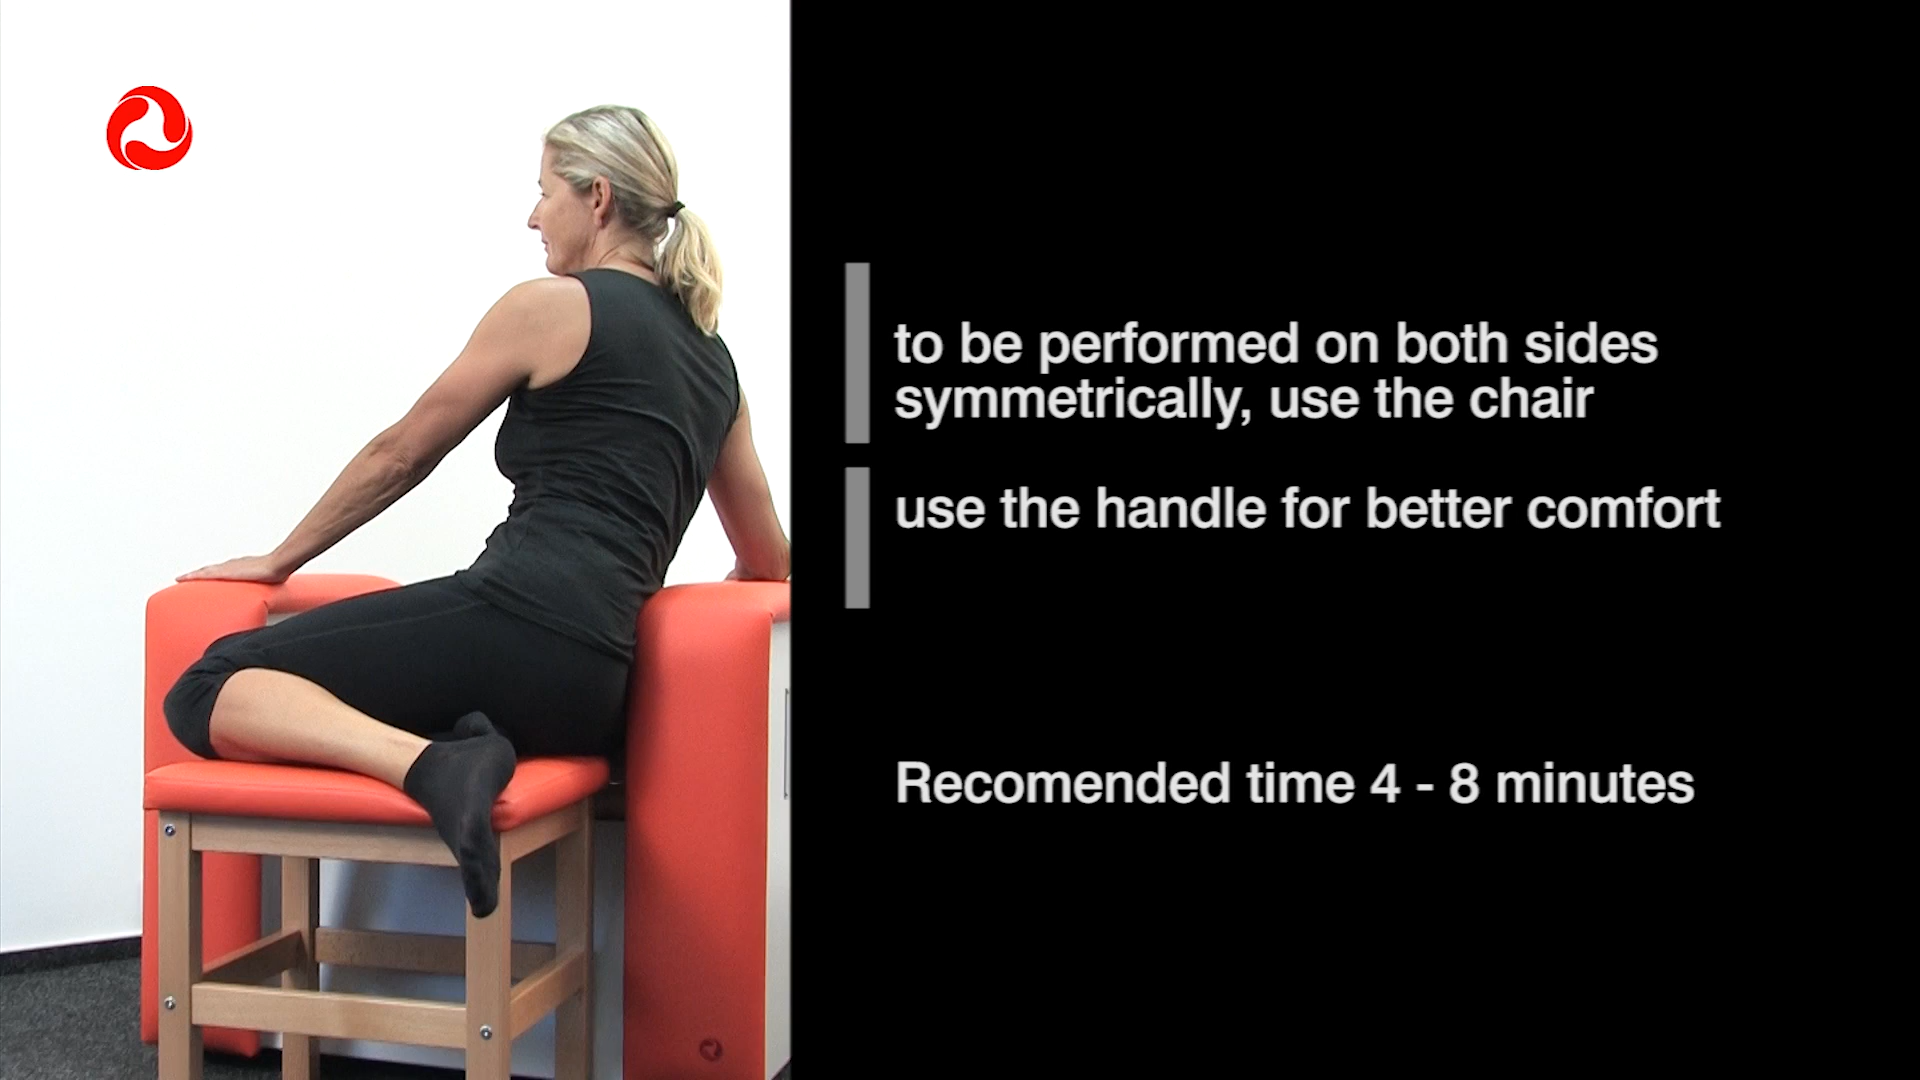 to be performed on both sides
symmetrically, use the chair
use the handle for better comfort
Recomended time 4 - 8 minutes